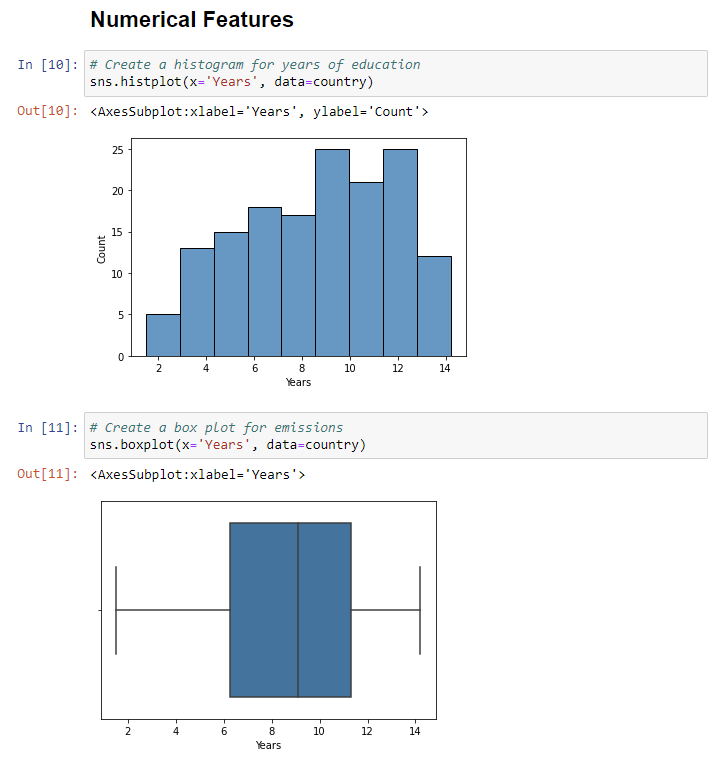 Numerical Features
In [10]: # Create a histogram for years of education
sns.histplot(x='Years', data=country)
Out[10]: <AxesSubplot:xlabel='Years', ylabel='Count'>
25
20
15
10
5
0
Count
2 4 6 8 10 12 14
Years
In [11]: # Create a box plot for emissions
sns.boxplot(x='Years', data=country)
Out[11]: <AxesSubplot:xlabel='Years'>
2 4 6 8 10 12 14
Years